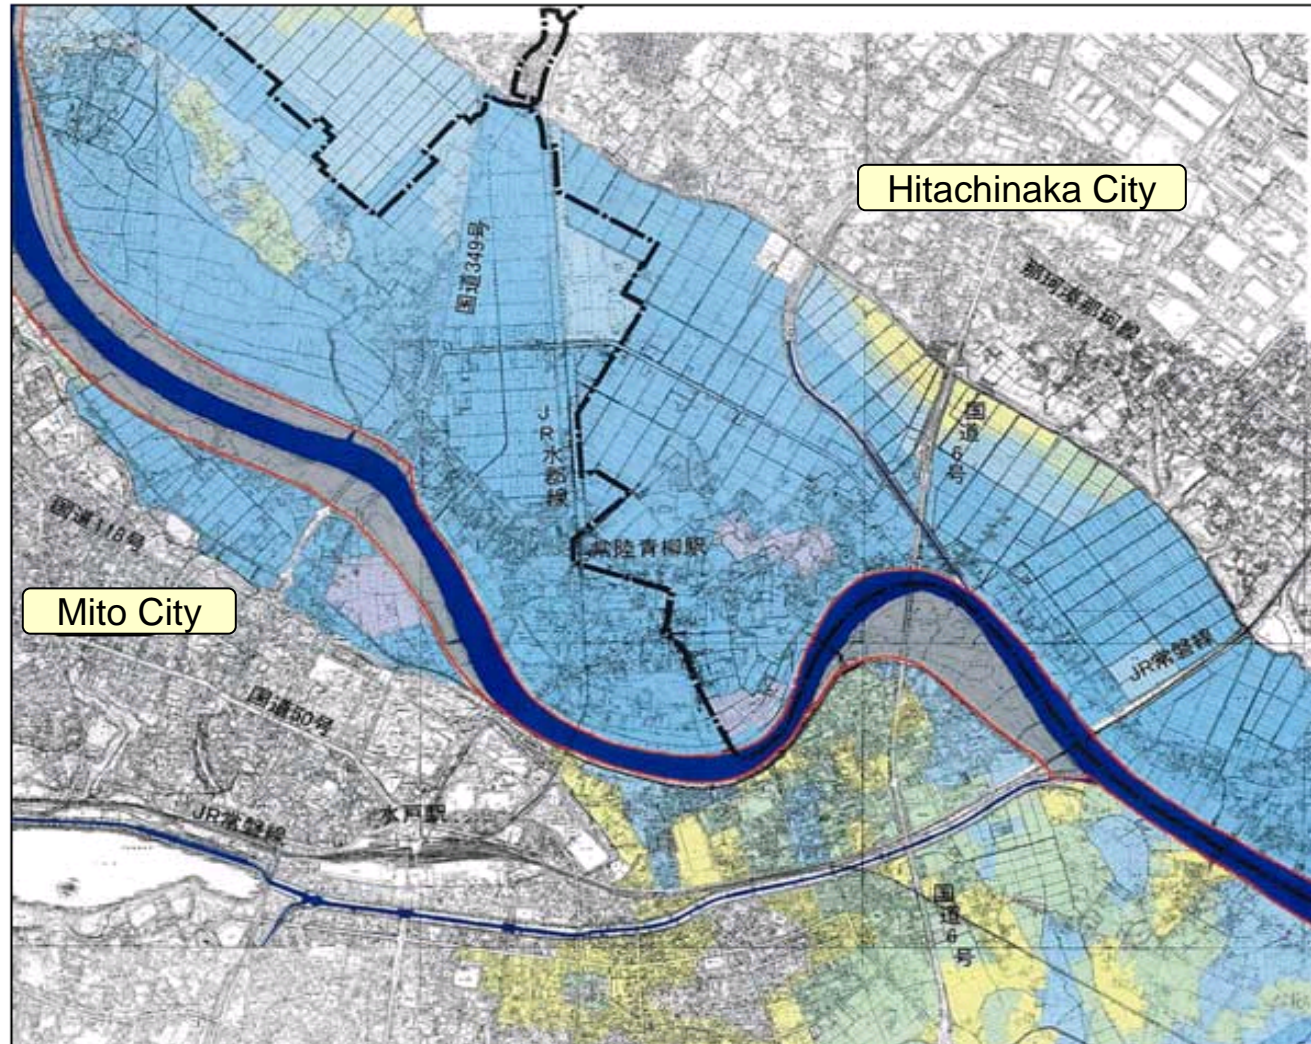 Hitachinaka City
国道349号
那珂湊那珂線
JR水郡線
国道6号
常陸青柳駅
国道118号
Mito City
JR常磐線
国道50号
JR常磐線
水戸駅
国道6号